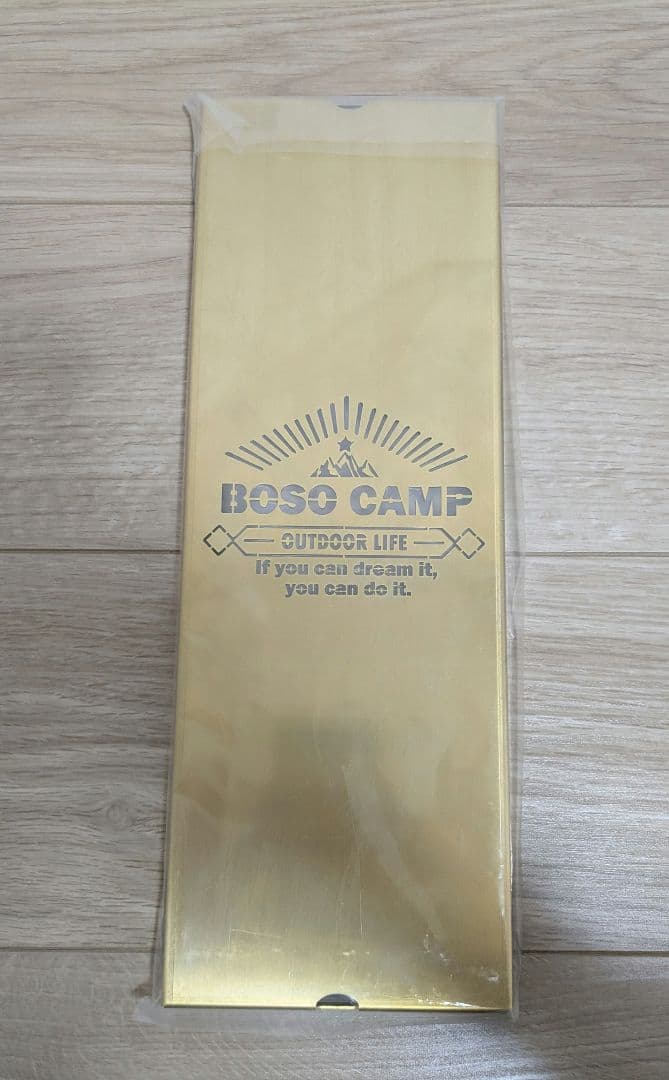 BOSO CAMP
OUTDOOR LIFE
If you can dream it,
you can do it.